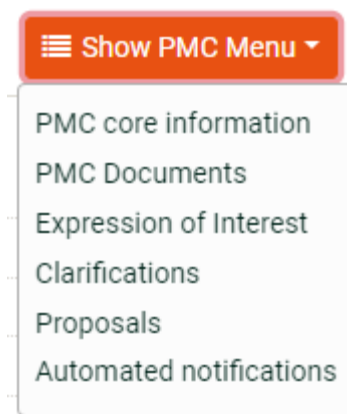 Show PMC Menu
PMC core information
PMC Documents
Expression of Interest
Clarifications
Proposals
Automated notifications